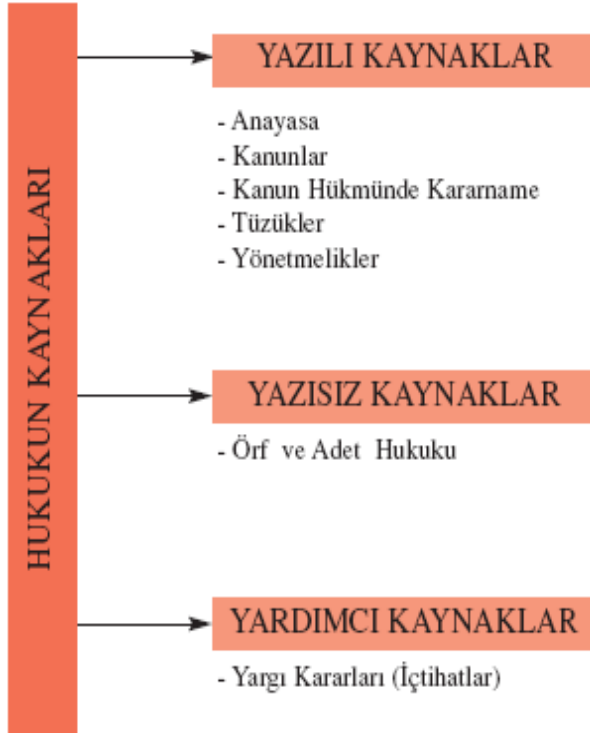 HUKUKUN KAYNAKLARI
YAZILI KAYNAKLAR
- Anayasa
- Kanunlar
- Kanun Hükmünde Kararname
- Tüzükler
- Yönetmelikler
YAZISIZ KAYNAKLAR
- Örf ve Adet Hukuku
YARDIMCI KAYNAKLAR
- Yargı Kararları (İçtihatlar)